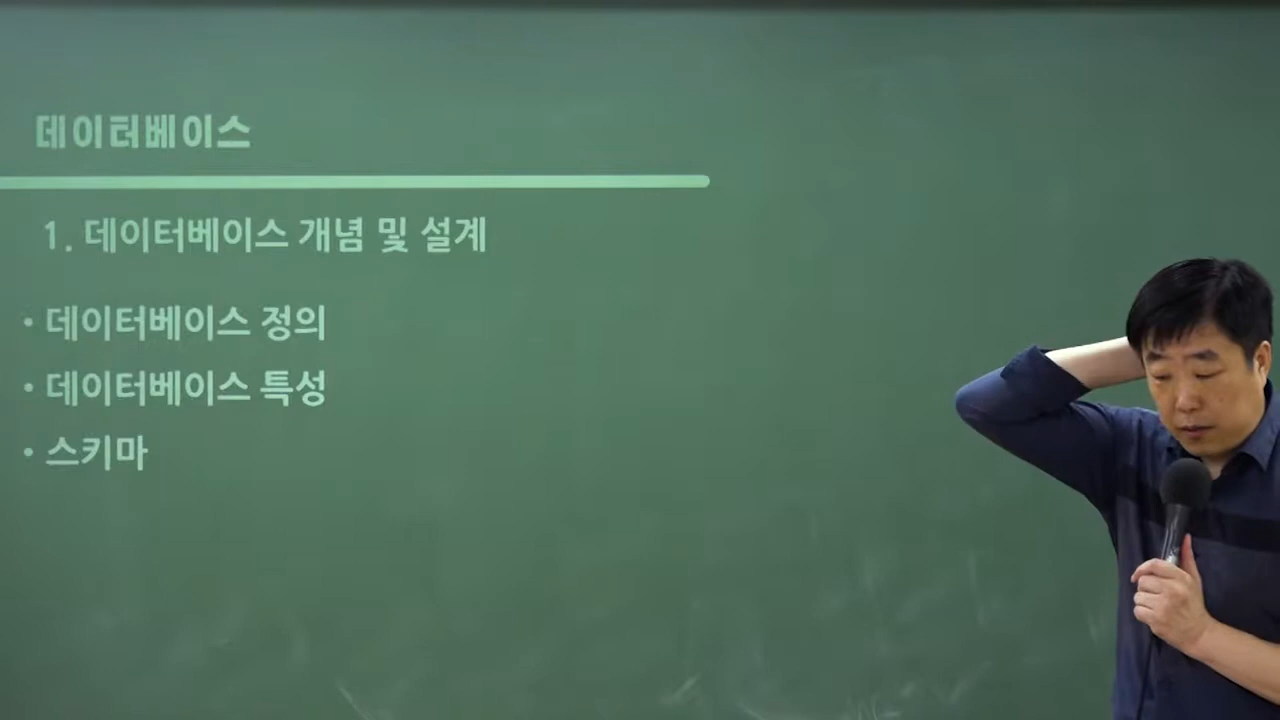 데이터베이스
1. 데이터베이스 개념 및 설계
• 데이터베이스 정의
• 데이터베이스 특성
• 스키마